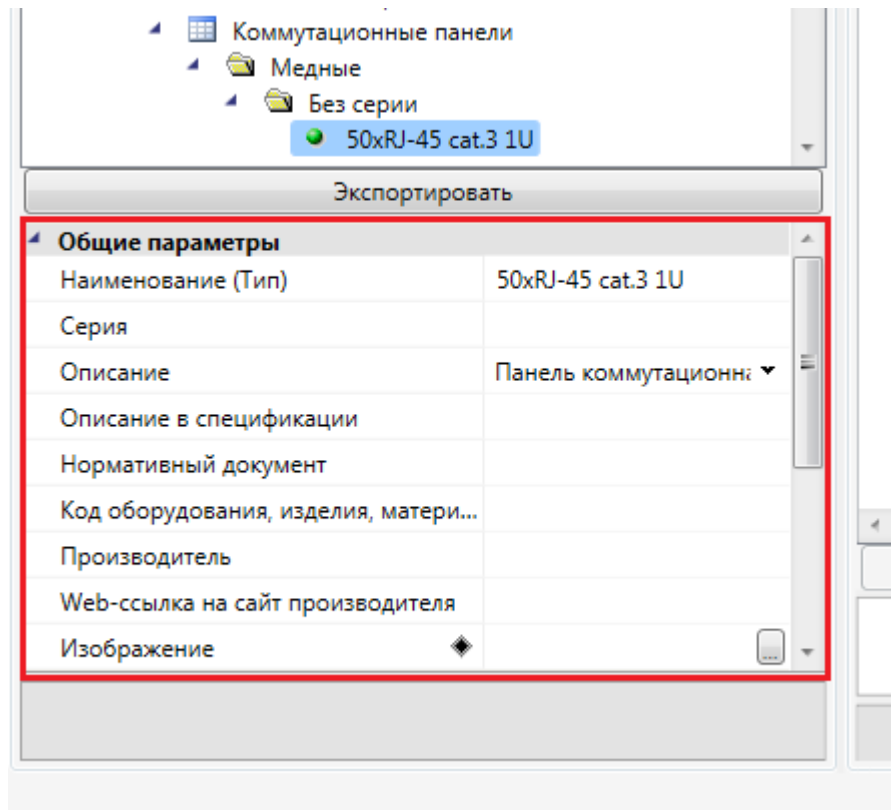 Коммутационные панели
Медные
Без серии
50xRJ-45 cat.3 1U
Экспортировать
Общие параметры
Наименование (Тип) 50xRJ-45 cat.3 1U
Серия
Описание Панель коммутационна
Описание в спецификации
Нормативный документ
Код оборудования, изделия, матери...
Производитель
Web-ссылка на сайт производителя
Изображение ...